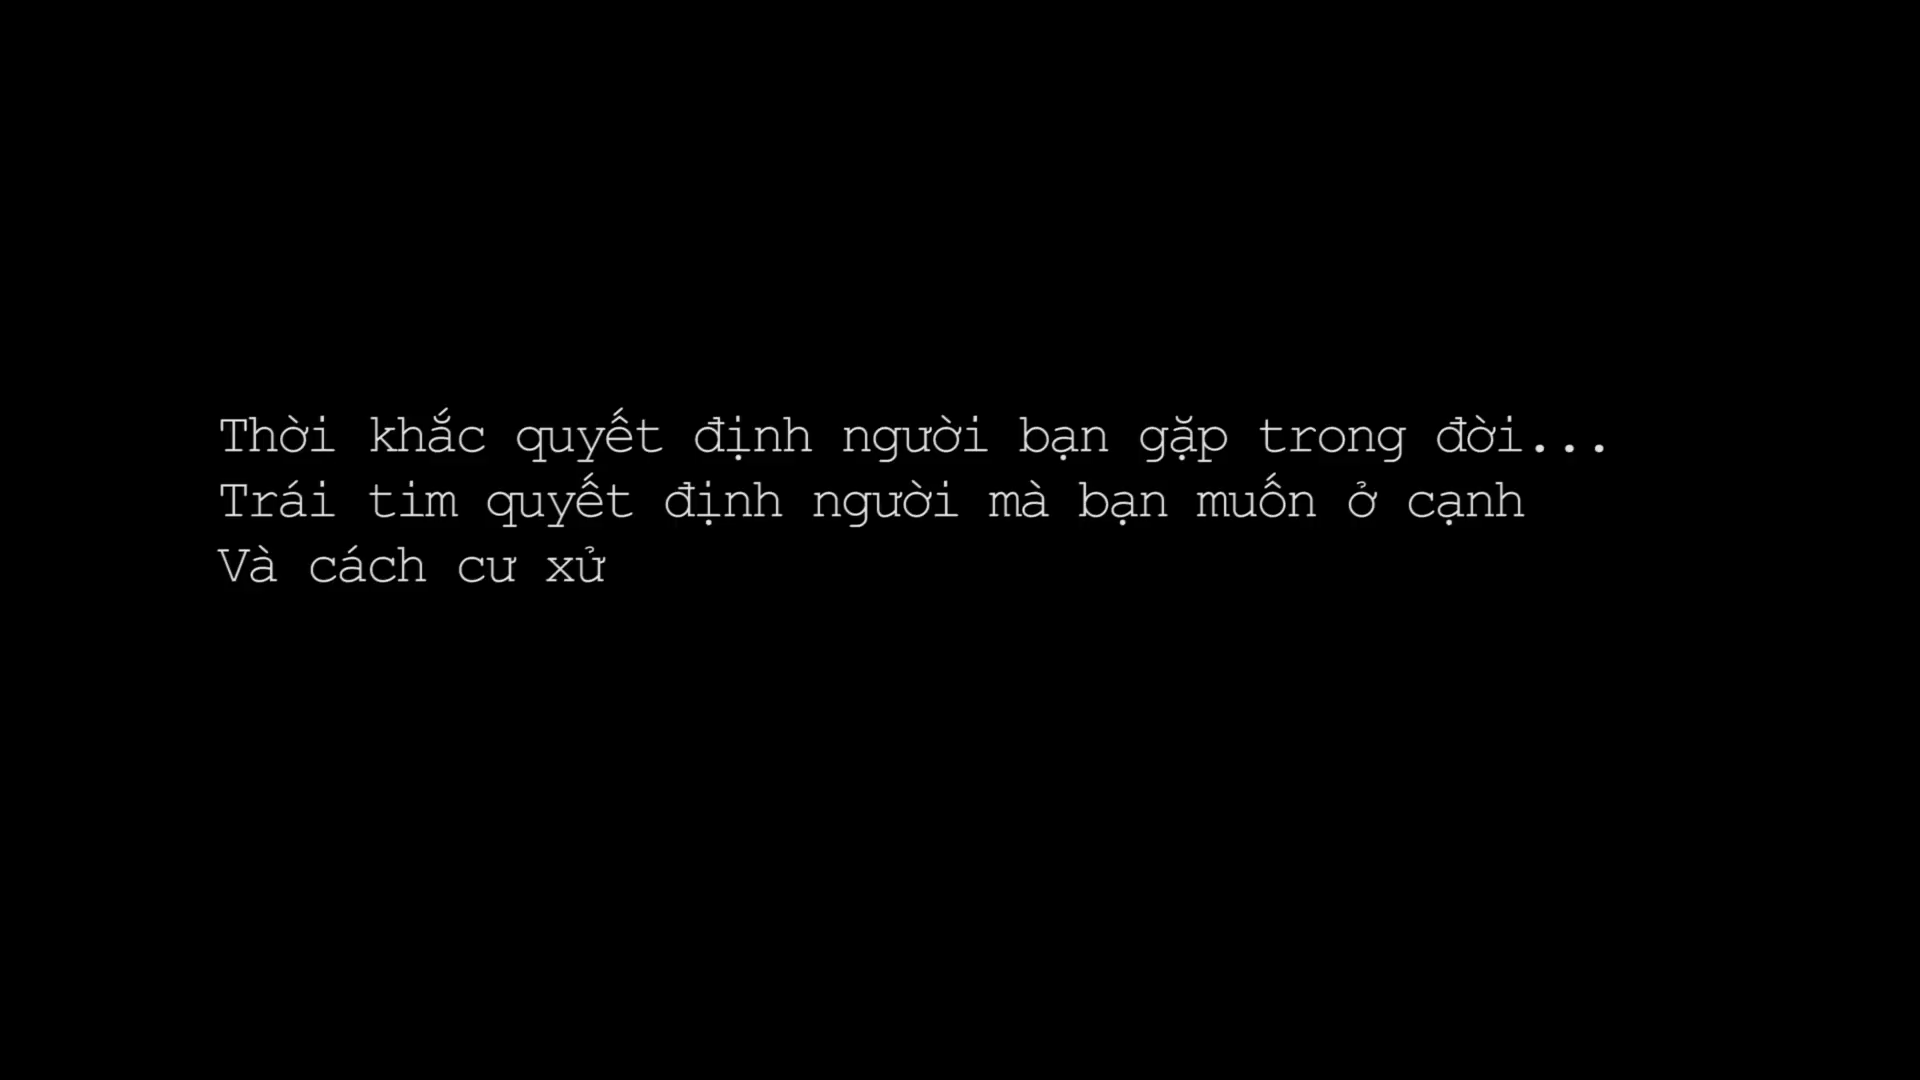 Thời khắc quyết định người bạn gặp trong đời...
Trái tim quyết định người mà bạn muốn ở cạnh
Và cách cư xử